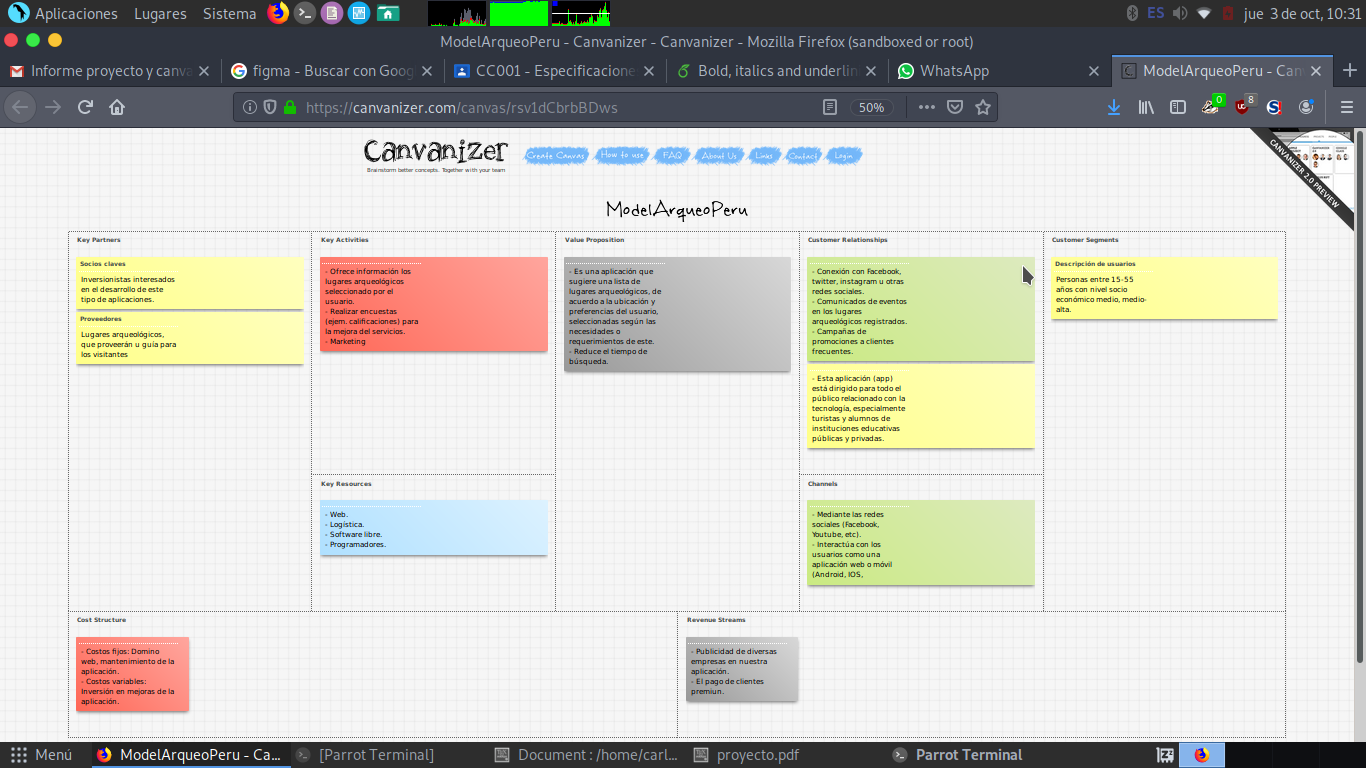 Aplicaciones Lugares Sistema ES jue 3 de oct, 10:31
ModelArqueoPeru - Canvanizer - Canvanizer - Mozilla Firefox (sandboxed or root)
Informe proyecto y canva figma - Buscar con Goog CC001 - Especificacione Bold, italics and underlin WhatsApp ModelArqueoPeru - Can
https://canvanizer.com/canvas/rsv1dCbrbBDws 50% 0 8
Canvanizer
Brainstorm better concepts. Together with your team
Create Canvas How to use FAQ About Us Links Contact Login
CANVANIZER 2.0 PREVIEW
ModelArqueoPeru
Key Partners
Socios claves
Inversionistas interesados
en el desarrollo de este
tipo de aplicaciones.
Proveedores
Lugares arqueológicos,
que proveerán u guía para
los visitantes
Key Activities
- Ofrece información los
lugares arqueológicos
seleccionado por el
usuario.
- Realizar encuestas
(ejem. calificaciones) para
la mejora del servicios.
- Marketing
Key Resources
- Web.
- Logística.
- Software libre.
- Programadores.
Value Proposition
- Es una aplicación que
sugiere una lista de
lugares arqueológicos, de
acuerdo a la ubicación y
preferencias del usuario,
seleccionadas según las
necesidades o
requerimientos de este.
- Reduce el tiempo de
búsqueda.
Customer Relationships
- Conexión con Facebook,
twitter, instagram u otras
redes sociales.
- Comunicados de eventos
en los lugares
arqueológicos registrados.
- Campañas de
promociones a clientes
frecuentes.
- Esta aplicación (app)
está dirigido para todo el
público relacionado con la
tecnología, especialmente
turistas y alumnos de
instituciones educativas
públicas y privadas.
Channels
- Mediante las redes
sociales (Facebook,
Youtube, etc).
- Interactúa con los
usuarios como una
aplicación web o móvil
(Android, IOS,
Customer Segments
Descripción de usuarios
Personas entre 15-55
años con nivel socio
económico medio, medio-
alta.
Cost Structure
- Costos fijos: Domino
web, mantenimiento de la
aplicación.
- Costos variables:
Inversión en mejoras de la
aplicación.
Revenue Streams
- Publicidad de diversas
empresas en nuestra
aplicación.
- El pago de clientes
premiun.
Menú ModelArqueoPeru - Ca... [Parrot Terminal] Document : /home/carl... proyecto.pdf Parrot Terminal